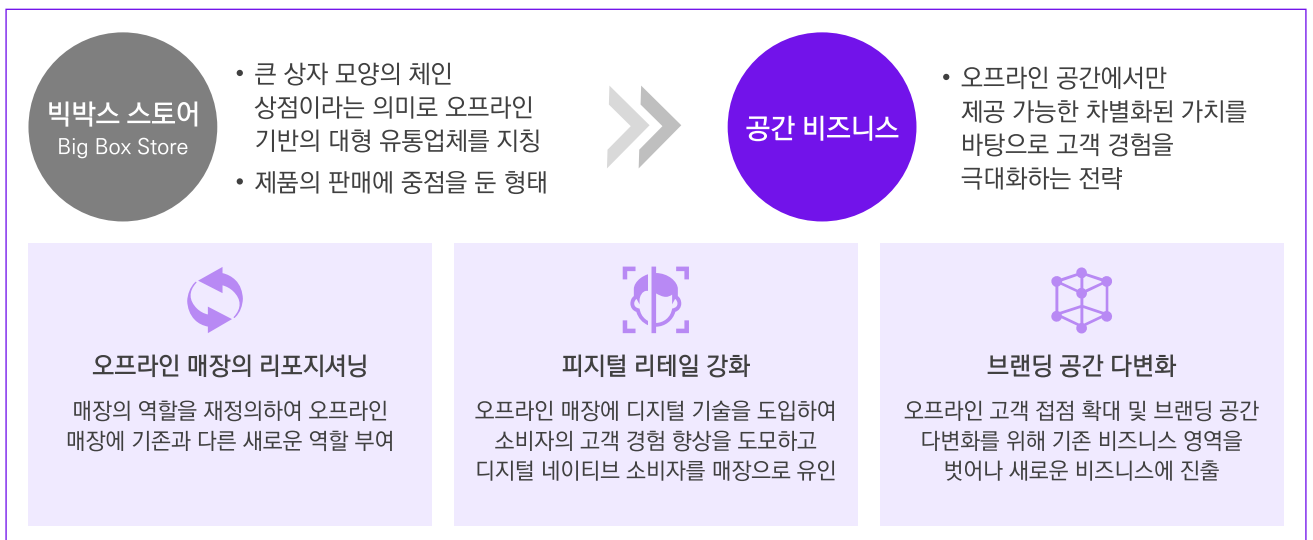 빅박스 스토어
Big Box Store
• 큰 상자 모양의 체인
상점이라는 의미로 오프라인
기반의 대형 유통업체를 지칭
• 제품의 판매에 중점을 둔 형태
공간 비즈니스
• 오프라인 공간에서만
제공 가능한 차별화된 가치를
바탕으로 고객 경험을
극대화하는 전략
오프라인 매장의 리포지셔닝
매장의 역할을 재정의하여 오프라인
매장에 기존과 다른 새로운 역할 부여
피지털 리테일 강화
오프라인 매장에 디지털 기술을 도입하여
소비자의 고객 경험 향상을 도모하고
디지털 네이티브 소비자를 매장으로 유인
브랜딩 공간 다변화
오프라인 고객 접점 확대 및 브랜딩 공간
다변화를 위해 기존 비즈니스 영역을
벗어나 새로운 비즈니스에 진출